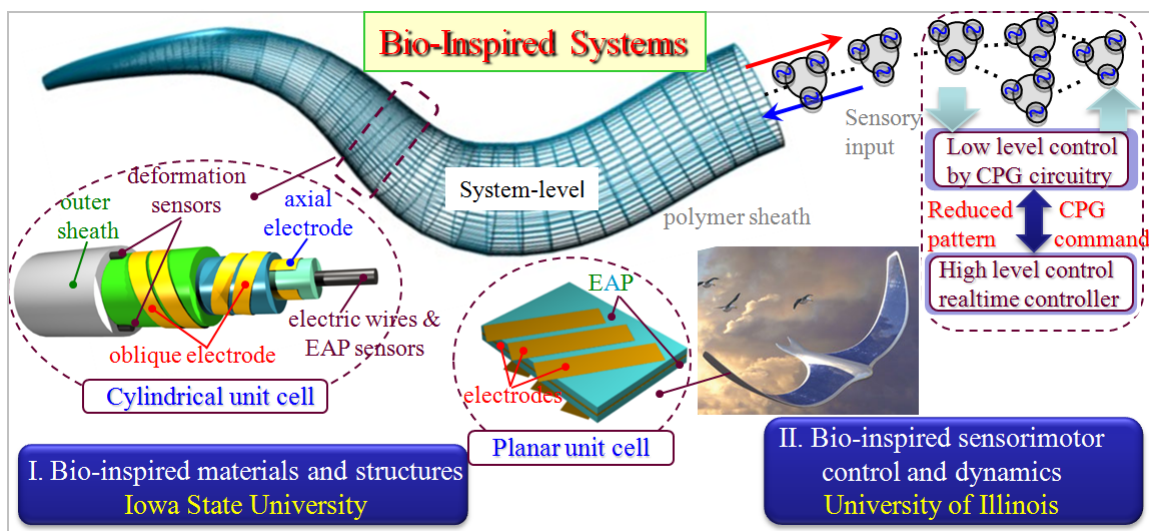 Bio-Inspired Systems
Sensory
input
Low level control
by CPG circuitry
Reduced
pattern
CPG
command
High level control
realtime controller
System-level
polymer sheath
deformation
sensors
outer
sheath
axial
electrode
electric wires &
EAP sensors
oblique electrode
Cylindrical unit cell
EAP
electrodes
Planar unit cell
I. Bio-inspired materials and structures
Iowa State University
II. Bio-inspired sensorimotor
control and dynamics
University of Illinois